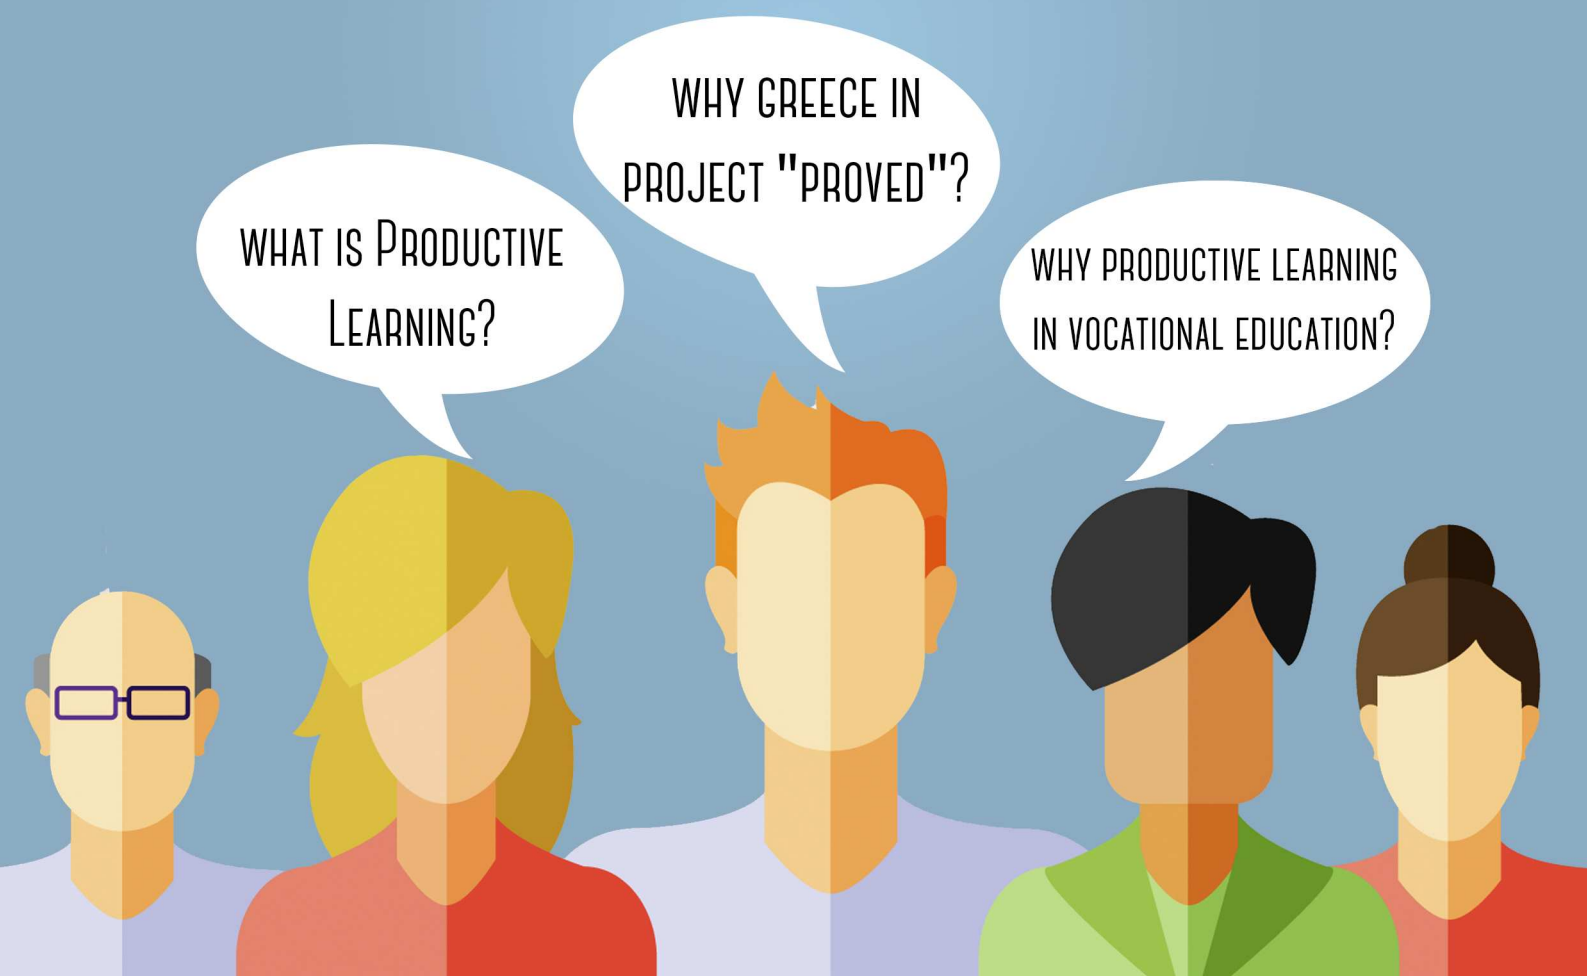 WHAT IS PRODUCTIVE
LEARNING?
WHY GREECE IN
PROJECT "PROVED"?
WHY PRODUCTIVE LEARNING
IN VOCATIONAL EDUCATION?